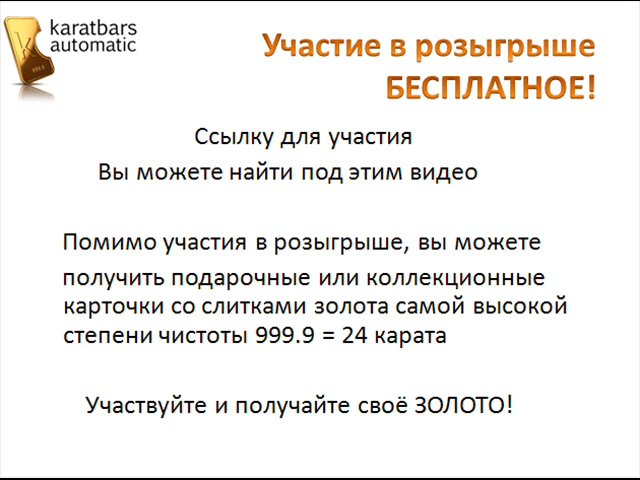 karatbars
automatic
Участие в розыгрыше
БЕСПЛАТНОЕ!
Ссылку для участия
Вы можете найти под этим видео
Помимо участия в розыгрыше, вы можете
получить подарочные или коллекционные
карточки со слитками золота самой высокой
степени чистоты 999.9 = 24 карата
Участвуйте и получайте своё ЗОЛОТО!